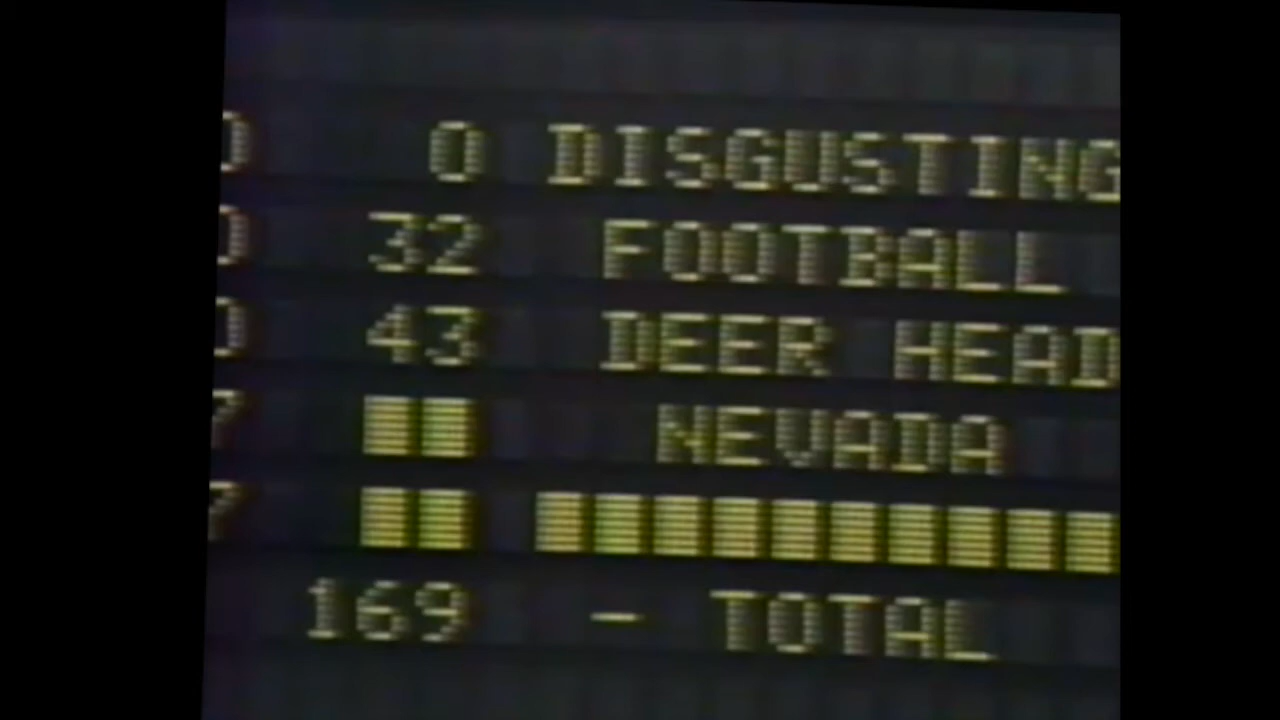 0 DISGUSTING
32 FOOTBALL
43 DEER HEAD
NEVADA
169 - TOTAL